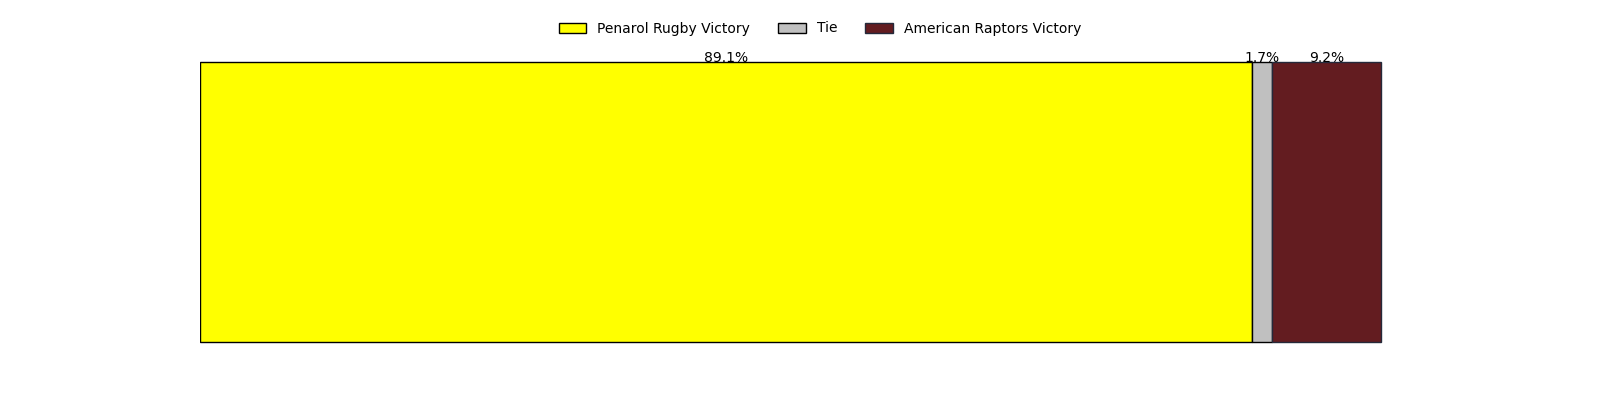 Penarol Rugby Victory Tie American Raptors Victory
89.1% 1.7% 9.2%